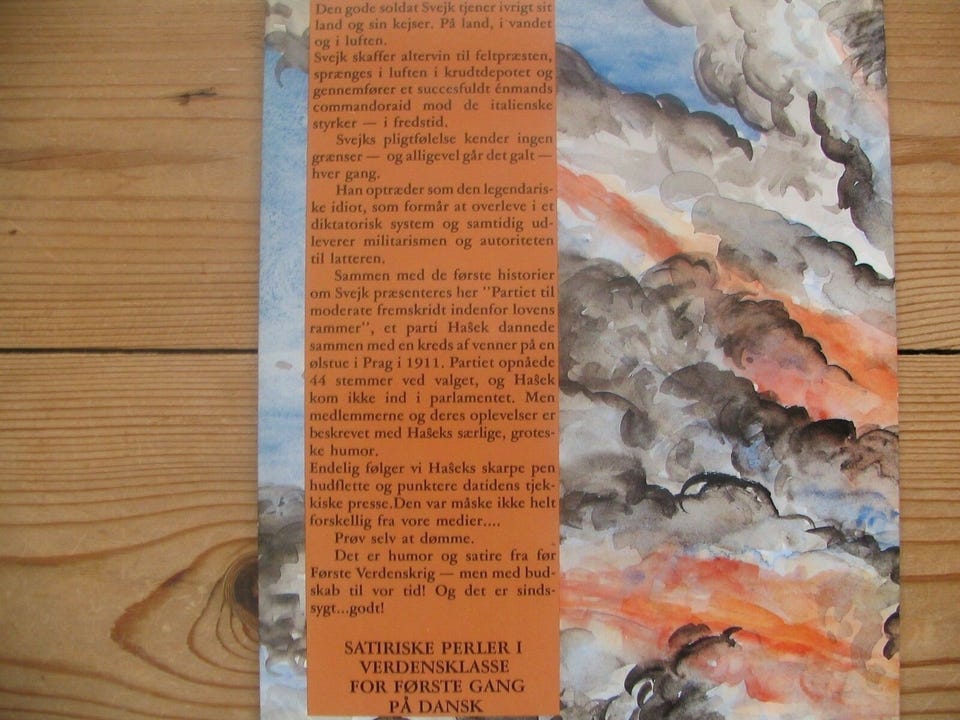 Den gode soldat Svejk tjener ivrigt sit
land og sin kejser. På land, i vandet
og i luften.
Svejk skaffer altervin til feltpræsten,
sprænges i luften i krudtdepotet og
gennemfører et succesfuldt énmands
commandoraid mod de italienske
styrker — i fredstid.
Svejks pligtfølelse kender ingen
grænser — og alligevel går det galt —
hver gang.
Han optræder som den legendaris-
ke idiot, som formår at overleve i et
diktatorisk system og samtidig ud-
leverer militarismen og autoriteten
til latteren.
Sammen med de første historier
om Svejk præsenteres her "Partiet til
moderate fremskridt indenfor lovens
rammer", et parti Haŝek dannede
sammen med en kreds af venner på en
ølstue i Prag i 1911. Partiet opnåede
44 stemmer ved valget, og Haŝek
kom ikke ind i parlamentet. Men
medlemmerne og deres oplevelser er
beskrevet med Haŝeks særlige, grotes-
ke humor.
Endelig følger vi Haŝeks skarpe pen
hudflette og punktere datidens tjek-
kiske presse.Den var måske ikke helt
forskellig fra vore medier....
Prøv selv at dømme.
Det er humor og satire fra før
Første Verdenskrig — men med bud-
skab til vor tid! Og det er sinds-
sygt...godt!
SATIRISKE PERLER I
VERDENSKLASSE
FOR FØRSTE GANG
PÅ DANSK